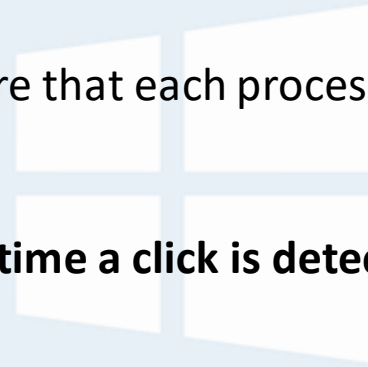 re that each proces
time a click is dete